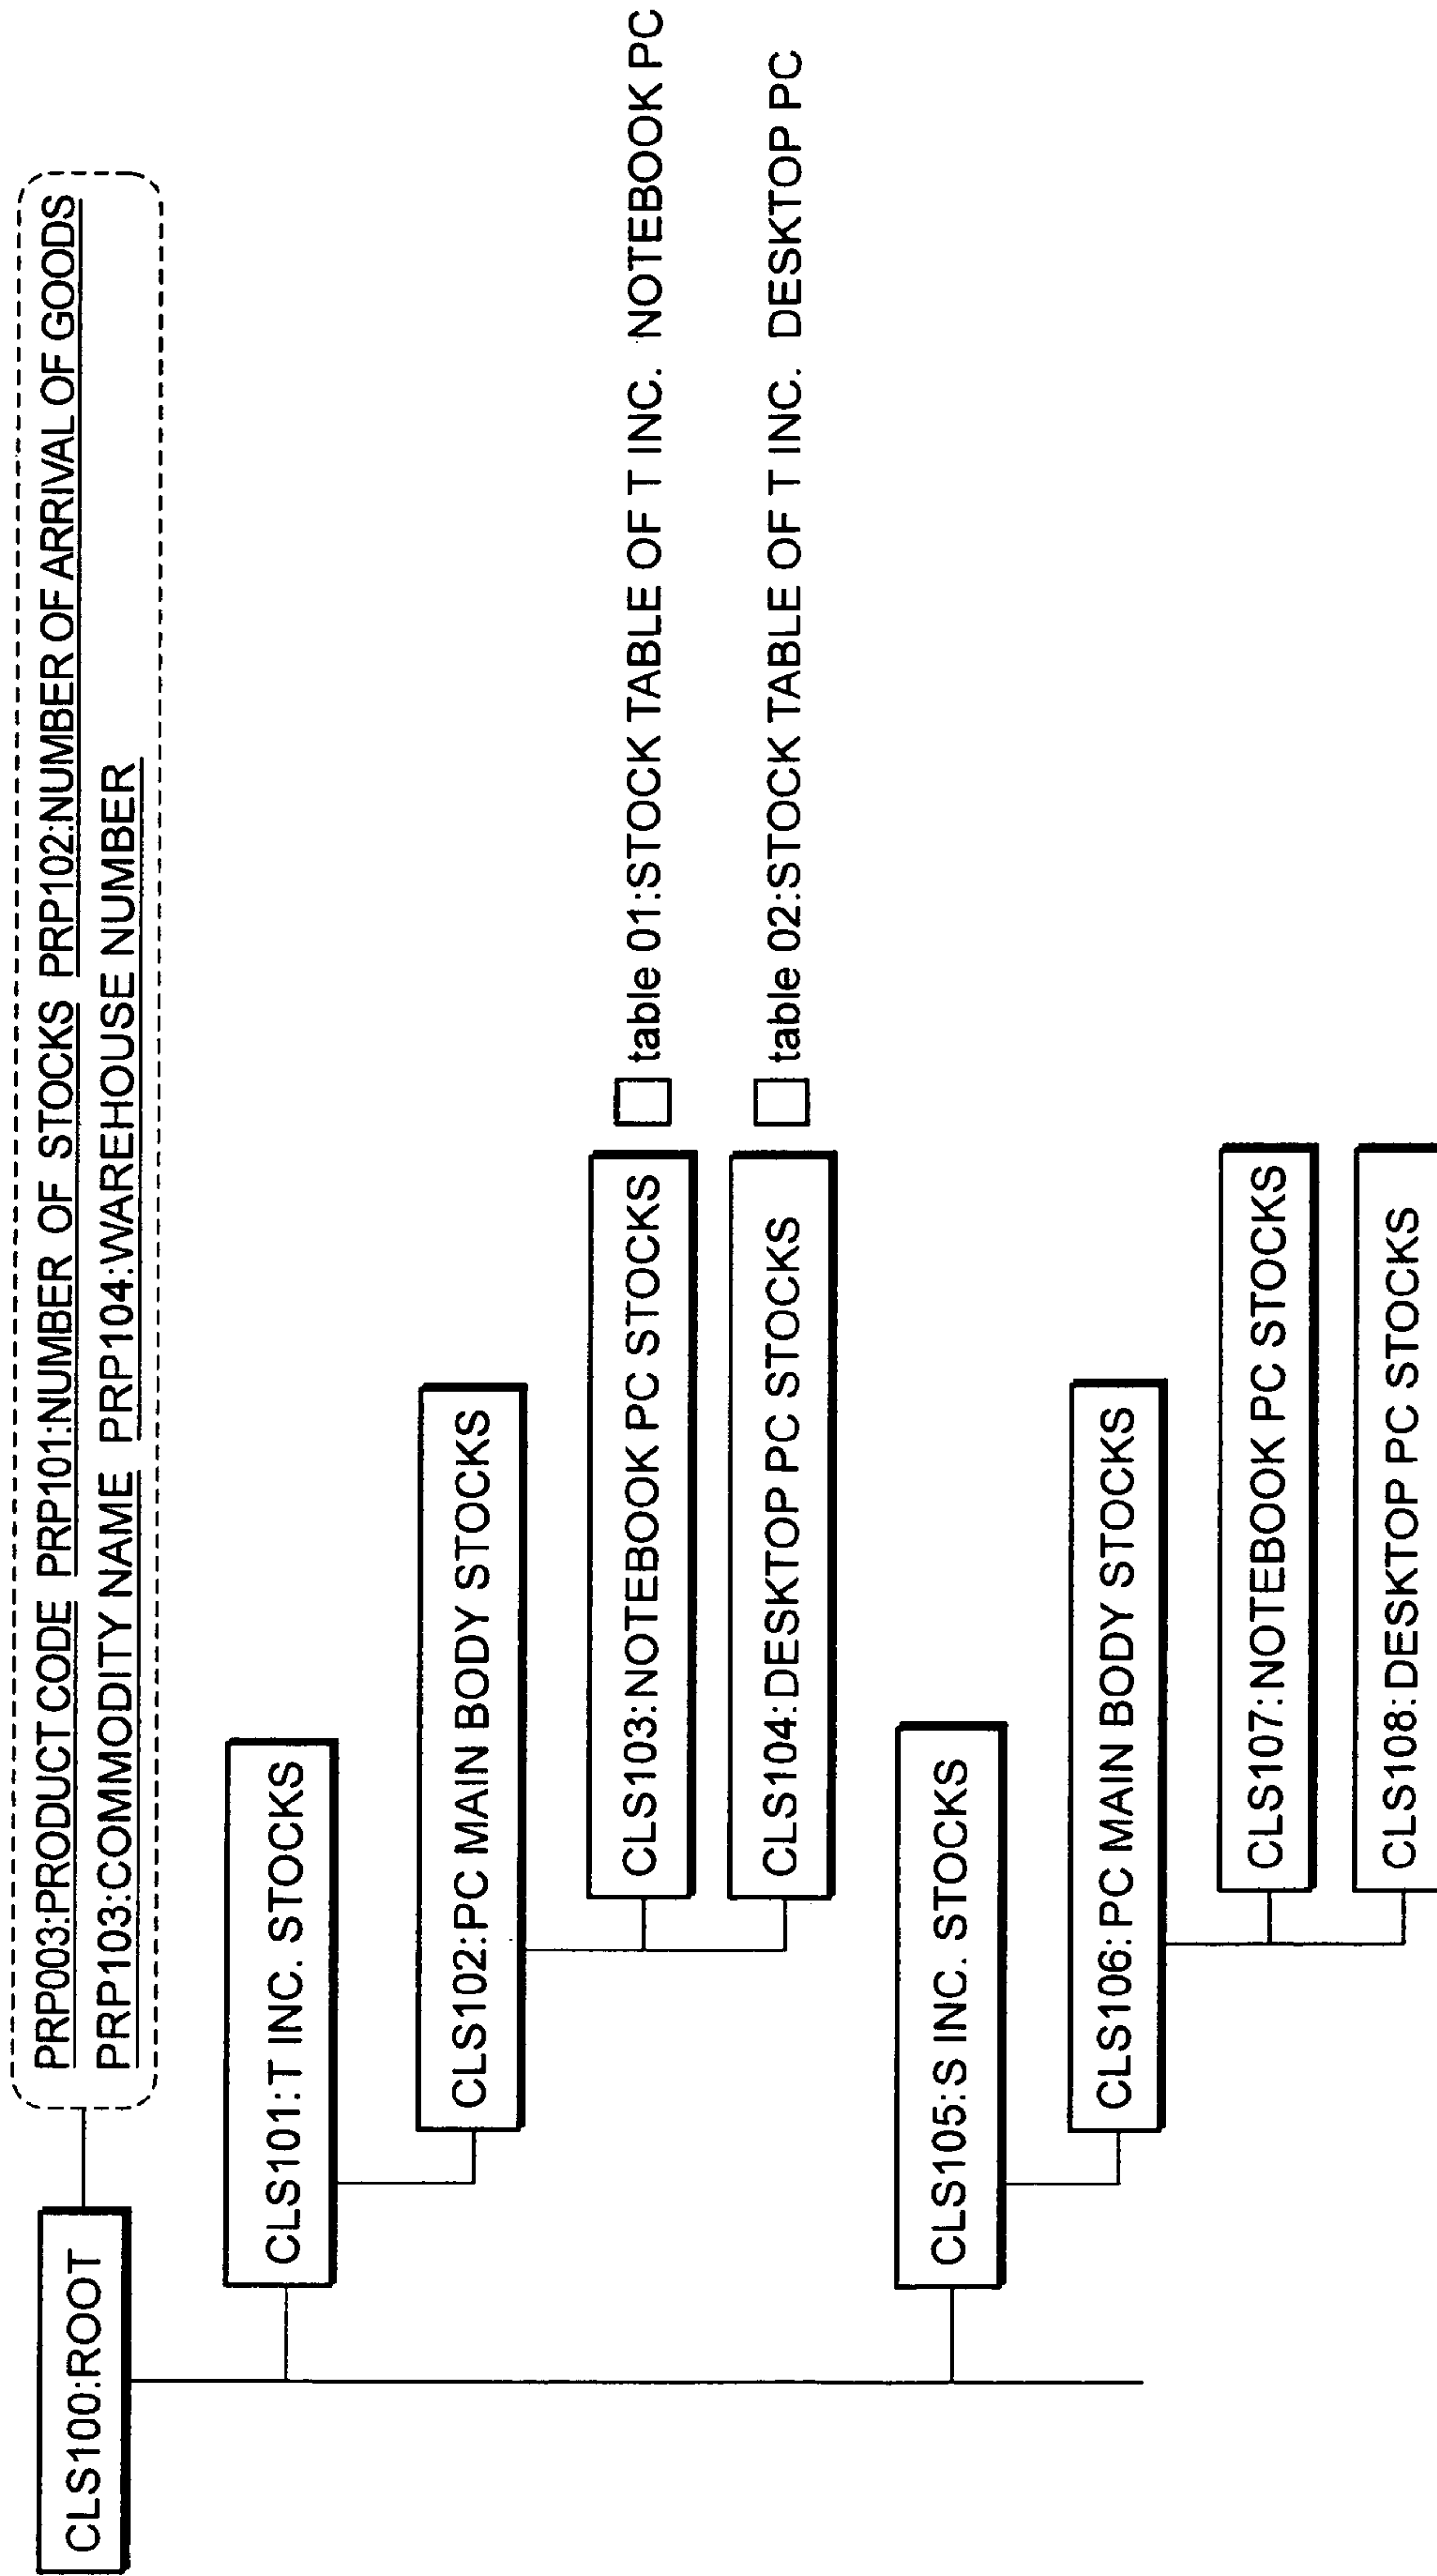 CLS100:ROOT
PRP003:PRODUCT CODE PRP101:NUMBER OF STOCKS PRP102:NUMBER OF ARRIVAL OF GOODS
PRP103:COMMODITY NAME PRP104:WAREHOUSE NUMBER
CLS101:T INC. STOCKS
CLS102:PC MAIN BODY STOCKS
CLS103:NOTEBOOK PC STOCKS
table 01:STOCK TABLE OF T INC. NOTEBOOK PC
CLS104:DESKTOP PC STOCKS
table 02:STOCK TABLE OF T INC. DESKTOP PC
CLS105:S INC. STOCKS
CLS106:PC MAIN BODY STOCKS
CLS107:NOTEBOOK PC STOCKS
CLS108:DESKTOP PC STOCKS